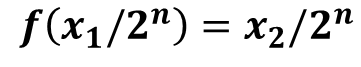 f(x₁/2ⁿ) = x₂/2ⁿ